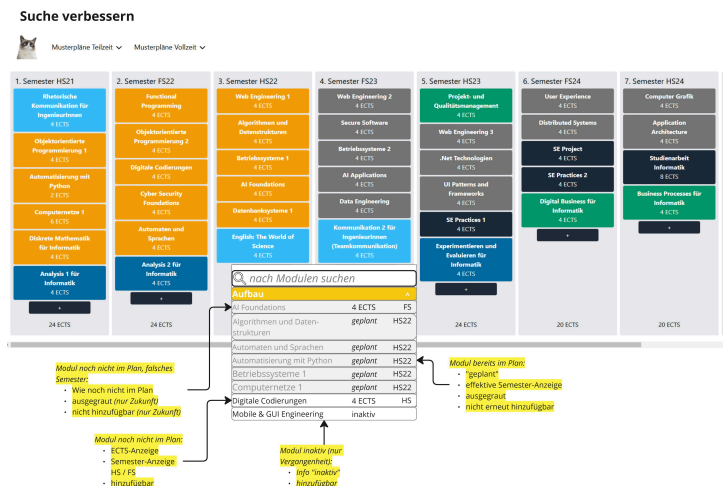 Suche verbessern
Musterpläne Teilzeit
Musterpläne Vollzeit
1. Semester HS21
Rhetorische
Kommunikation für
IngenieurInnen
4 ECTS
Objektorientierte
Programmierung 1
4 ECTS
Automatisierung mit
Python
2 ECTS
Computernetze 1
6 ECTS
Diskrete Mathematik
für Informatik
4 ECTS
Analysis 1 für
Informatik
4 ECTS
+
24 ECTS
2. Semester FS22
Functional
Programming
4 ECTS
Objektorientierte
Programmierung 2
4 ECTS
Digitale Codierungen
4 ECTS
Cyber Security
Foundations
4 ECTS
Automaten und
Sprachen
4 ECTS
Analysis 2 für
Informatik
4 ECTS
+
24 ECTS
3. Semester HS22
Web Engineering 1
4 ECTS
Algorithmen und
Datenstrukturen
4 ECTS
Betriebssysteme 1
4 ECTS
AI Foundations
4 ECTS
Datenbanksysteme 1
4 ECTS
English: The World of
Science
4 ECTS
4. Semester FS23
Web Engineering 2
4 ECTS
Secure Software
4 ECTS
Betriebssysteme 2
4 ECTS
AI Applications
4 ECTS
Data Engineering
4 ECTS
Kommunikation 2 für
IngenieurInnen
(Teamkommunikation)
4 ECTS
5. Semester HS23
Projekt- und
Qualitätsmanagement
4 ECTS
Web Engineering 3
4 ECTS
.Net Technologien
4 ECTS
UI Patterns and
Frameworks
4 ECTS
SE Practices 1
4 ECTS
Experimentieren und
Evaluieren für
Informatik
4 ECTS
+
24 ECTS
6. Semester FS24
User Experience
4 ECTS
Distributed Systems
4 ECTS
SE Project
4 ECTS
SE Practices 2
4 ECTS
Digital Business für
Informatik
4 ECTS
+
20 ECTS
7. Semester HS24
Computer Grafik
4 ECTS
Application
Architecture
4 ECTS
Studienarbeit
Informatik
8 ECTS
Business Processes für
Informatik
4 ECTS
+
20 ECTS
nach Modulen suchen
Aufbau
AI Foundations 4 ECTS FS
Algorithmen und Daten- geplant HS22
strukturen
Automaten und Sprachen geplant HS22
Automatisierung mit Python geplant HS22
Betriebssysteme 1 geplant HS22
Computernetze 1 geplant HS22
Digitale Codierungen 4 ECTS HS
Mobile & GUI Engineering inaktiv
Modul noch nicht im Plan, falsches
Semester:
• Wie noch nicht im Plan
• ausgegraut (nur Zukunft)
• nicht hinzufügbar (nur Zukunft)
Modul noch nicht im Plan:
• ECTS-Anzeige
• Semester-Anzeige
HS / FS
• hinzufügbar
Modul inaktiv (nur
Vergangenheit):
• Info "inaktiv"
• hinzufügbar
Modul bereits im Plan:
• "geplant"
• effektive Semester-Anzeige
• ausgegraut
• nicht erneut hinzufügbar